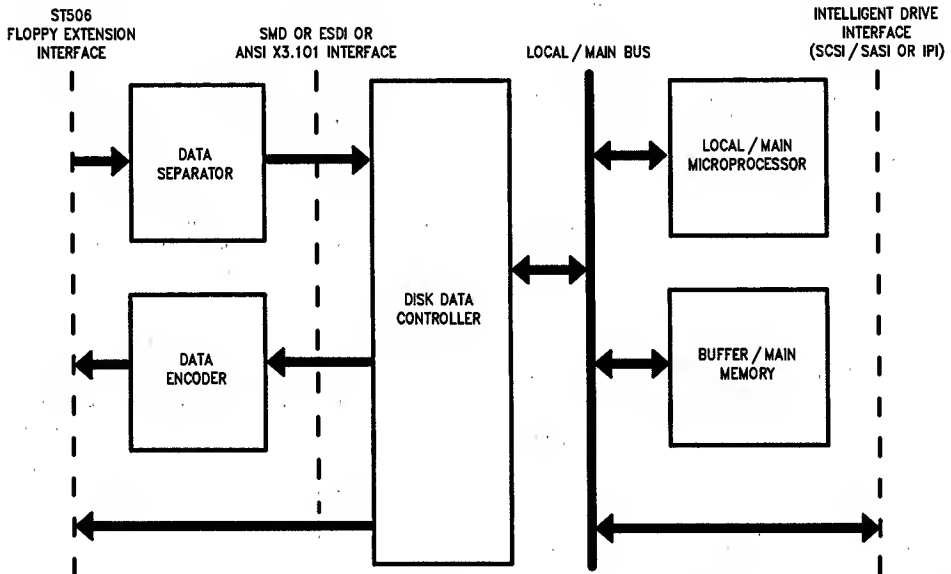 ST506
FLOPPY EXTENSION
INTERFACE
SMD OR ESDI OR
ANSI X3.101 INTERFACE
LOCAL / MAIN BUS
INTELLIGENT DRIVE
INTERFACE
(SCSI / SASI OR IPI)
DATA
SEPARATOR
LOCAL / MAIN
MICROPROCESSOR
DISK DATA
CONTROLLER
DATA
ENCODER
BUFFER / MAIN
MEMORY